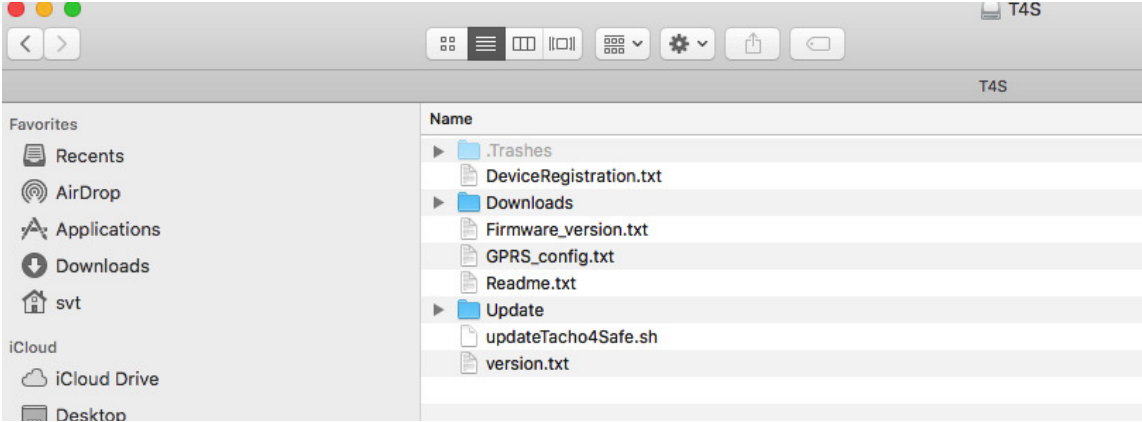 T4S
T4S
Favorites
Recents
AirDrop
Applications
Downloads
svt
iCloud
iCloud Drive
Desktop
Name
.Trashes
DeviceRegistration.txt
Downloads
Firmware_version.txt
GPRS_config.txt
Readme.txt
Update
updateTacho4Safe.sh
version.txt